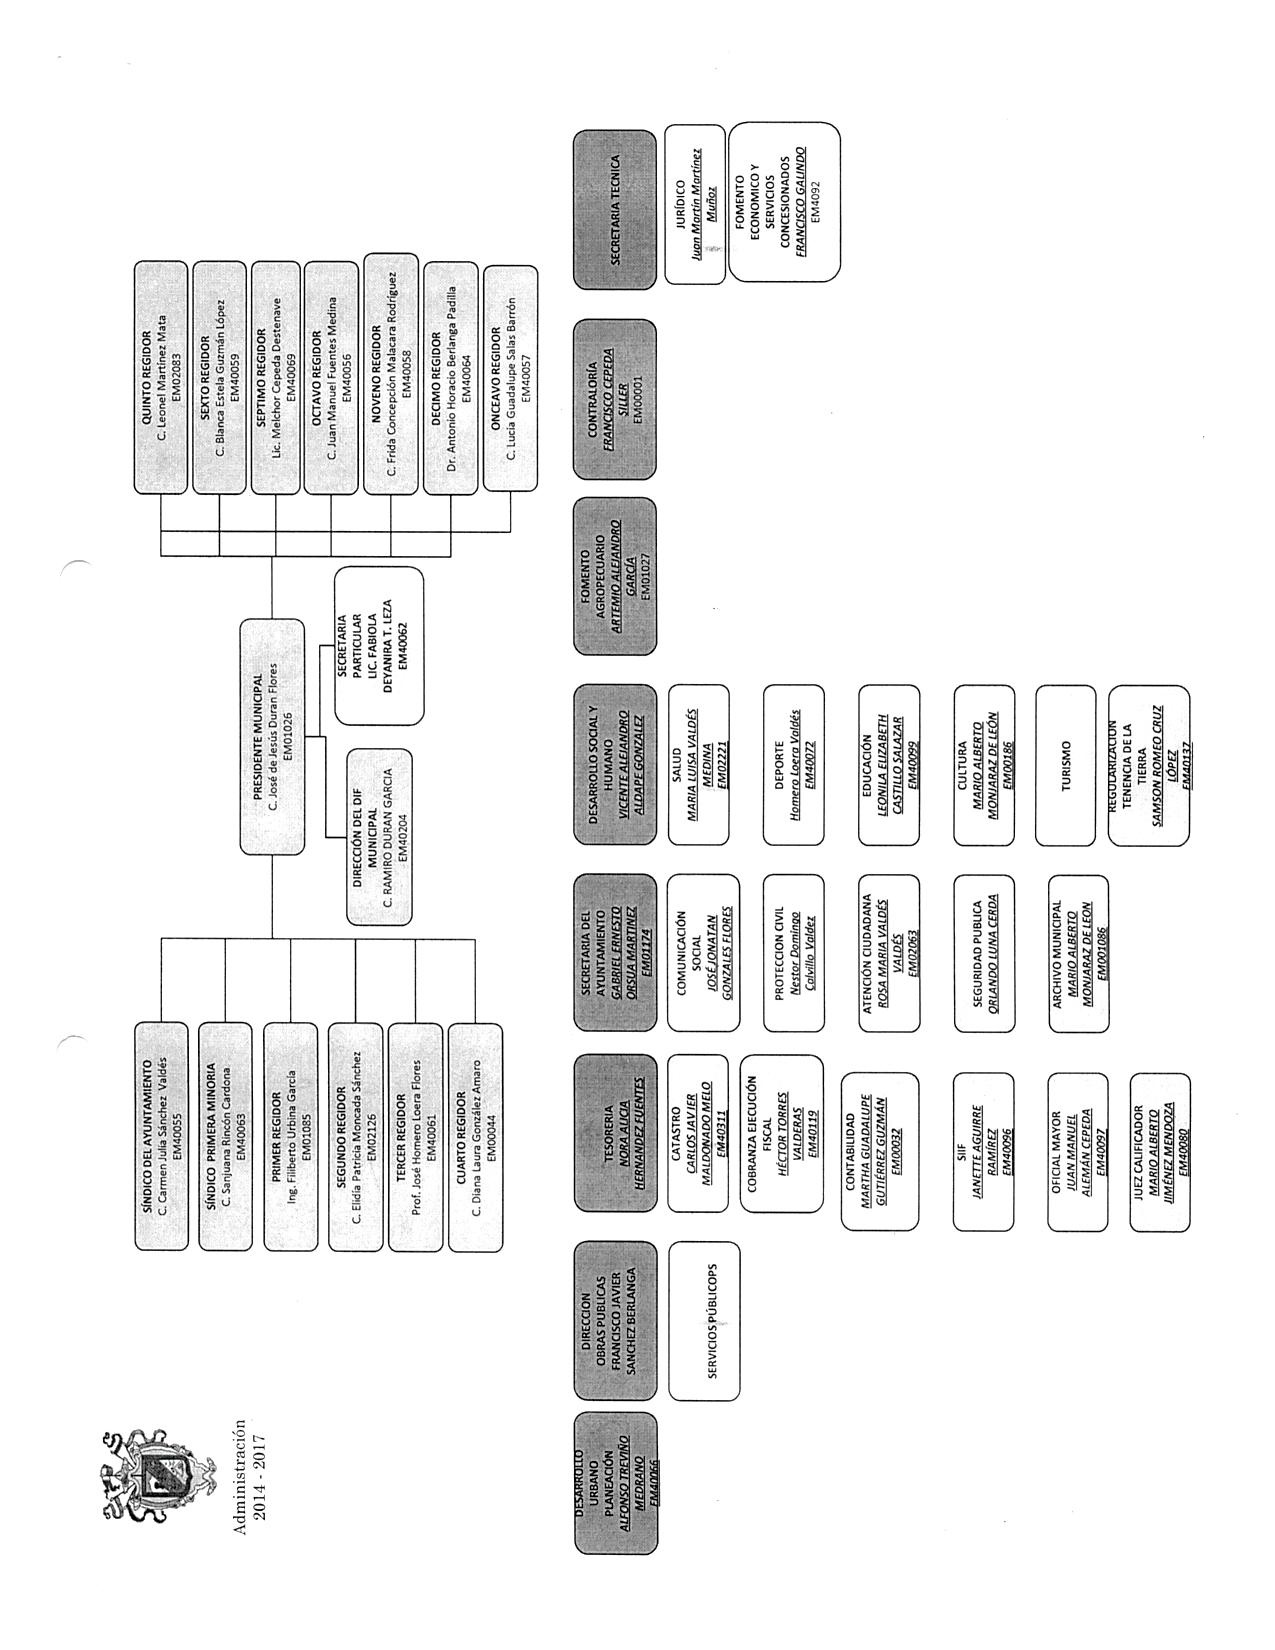 Administración
2014 - 2017
PRESIDENTE MUNICIPAL
C. José de Jesús Duran Flores
EM01026
SÍNDICO DEL AYUNTAMIENTO
C. Carmen Julia Sánchez Valdés
EM40055
SÍNDICO PRIMERA MINORIA
C. Sanjuana Rincón Cardona
EM40063
PRIMER REGIDOR
Ing. Filiberto Urbina García
EM01085
SEGUNDO REGIDOR
C. Elidia Patricia Moncada Sánchez
EM02126
TERCER REGIDOR
Prof. José Homero Loera Flores
EM40061
CUARTO REGIDOR
C. Diana Laura González Amaro
EM00044
QUINTO REGIDOR
C. Leonel Martínez Mata
EM02083
SEXTO REGIDOR
C. Blanca Estela Guzmán López
EM40059
SEPTIMO REGIDOR
Lic. Melchor Cepeda Destenave
EM40069
OCTAVO REGIDOR
C. Juan Manuel Fuentes Medina
EM40056
NOVENO REGIDOR
C. Frida Concepción Malacara Rodríguez
EM40058
DECIMO REGIDOR
Dr. Antonio Horacio Berlanga Padilla
EM40064
ONCEAVO REGIDOR
C. Lucía Guadalupe Salas Barrón
EM40057
DIRECCIÓN DEL DIF
MUNICIPAL
C. RAMIRO DURAN GARCIA
EM40204
SECRETARIA
PARTICULAR
LIC. FABIOLA
DEYANIRA T. LEZA
EM40062
DESARROLLO
URBANO
PLANEACIÓN
ALFONSO TREVIÑO
MEDRANO
EM40066
DIRECCION
OBRAS PUBLICAS
FRANCISCO JAVIER
SANCHEZ BERLANGA
SERVICIOS PÚBLICOPS
TESORERIA
NORA ALICIA
HERNANDEZ FUENTES
CATASTRO
CARLOS JAVIER
MALDONADO MELO
EM40311
COBRANZA EJECUCIÓN
FISCAL
HÉCTOR TORRES
VALDERAS
EM40119
CONTABILIDAD
MARTHA GUADALUPE
GUTIÉRREZ GUZMÁN
EM00032
SIIF
JANETTE AGUIRRE
RAMÍREZ
EM40096
OFICIAL MAYOR
JUAN MANUEL
ALEMÁN CEPEDA
EM40097
JUEZ CALIFICADOR
MARIO ALBERTO
JIMÉNEZ MENDOZA
EM40080
SECRETARIA DEL
AYUNTAMIENTO
GABRIEL ERNESTO
ORSUA MARTINEZ
EM01174
COMUNICACIÓN
SOCIAL
JOSÉ JONATAN
GONZALES FLORES
PROTECCION CIVIL
Nestor Domingo
Calvillo Valdez
ATENCIÓN CIUDADANA
ROSA MARIA VALDÉS
VALDÉS
EM02063
SEGURIDAD PUBLICA
ORLANDO LUNA CERDA
ARCHIVO MUNICIPAL
MARIO ALBERTO
MONJARAZ DE LEON
EM001086
DESARROLLO SOCIAL Y
HUMANO
VICENTE ALEJANDRO
ALDAPE GONZALEZ
SALUD
MARIA LUISA VALDÉS
MEDINA
EM02221
DEPORTE
Homero Loera Valdés
EM40072
EDUCACIÓN
LEONILA ELIZABETH
CASTILLO SALAZAR
EM40099
CULTURA
MARIO ALBERTO
MONJARAZ DE LEÓN
EM00186
TURISMO
REGULARIZACION
TENENCIA DE LA
TIERRA
SAMSON ROMEO CRUZ
LÓPEZ
EM40137
FOMENTO
AGROPECUARIO
ARTEMIO ALEJANDRO
GARCÍA
EM01027
CONTRALORÍA
FRANCISCO CEPEDA
SILLER
EM00001
SECRETARIA TECNICA
JURÍDICO
Juan Martín Martínez
Muñoz
FOMENTO
ECONOMICO Y
SERVICIOS
CONCESIONADOS
FRANCISCO GALINDO
EM4092